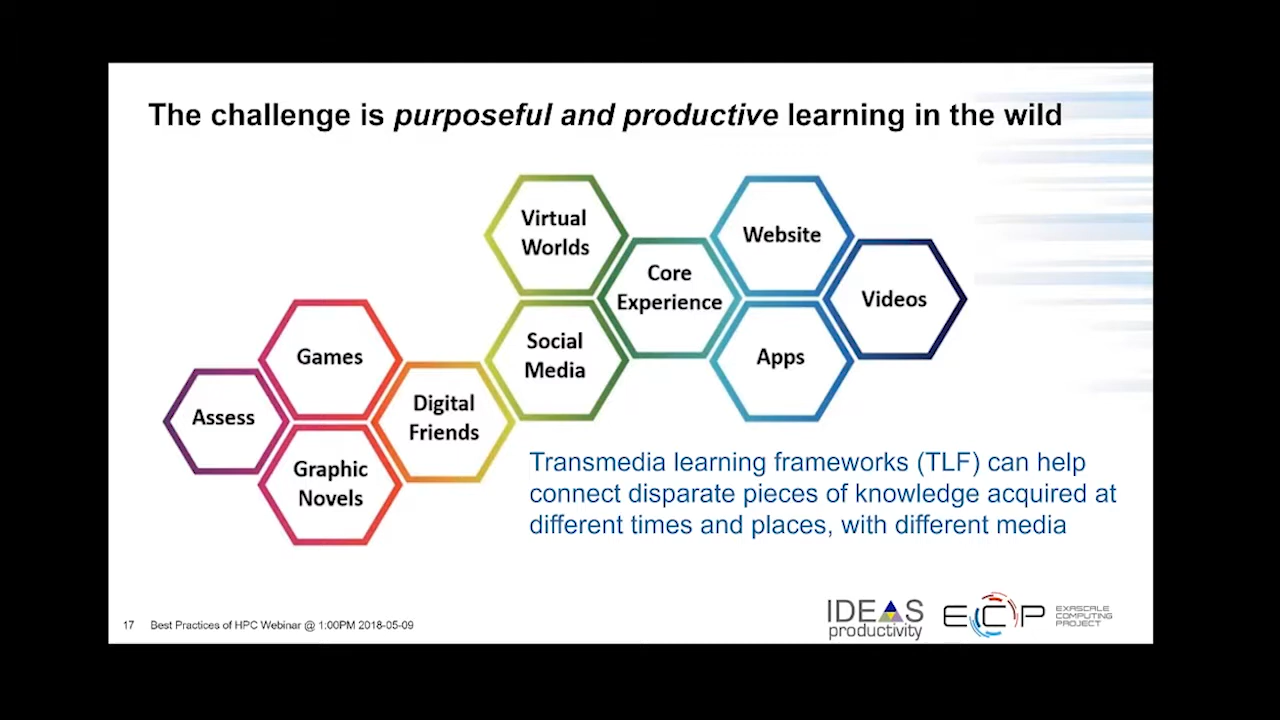 The challenge is purposeful and productive learning in the wild
Virtual
Worlds
Website
Core
Experience
Videos
Social
Media
Apps
Games
Digital
Friends
Assess
Graphic
Novels
Transmedia learning frameworks (TLF) can help
connect disparate pieces of knowledge acquired at
different times and places, with different media
17 Best Practices of HPC Webinar @ 1:00PM 2018-05-09
IDEAS
productivity
ECP
EXASCALE
COMPUTING
PROJECT